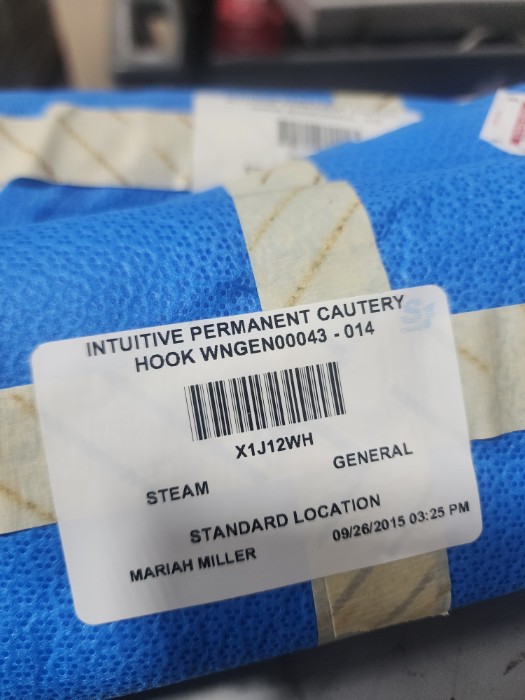 INTUITIVE PERMANENT CAUTERY
HOOK WNGEN00043 - 014
X1J12WH
STEAM
GENERAL
STANDARD LOCATION
MARIAH MILLER
09/26/2015 03:25 PM